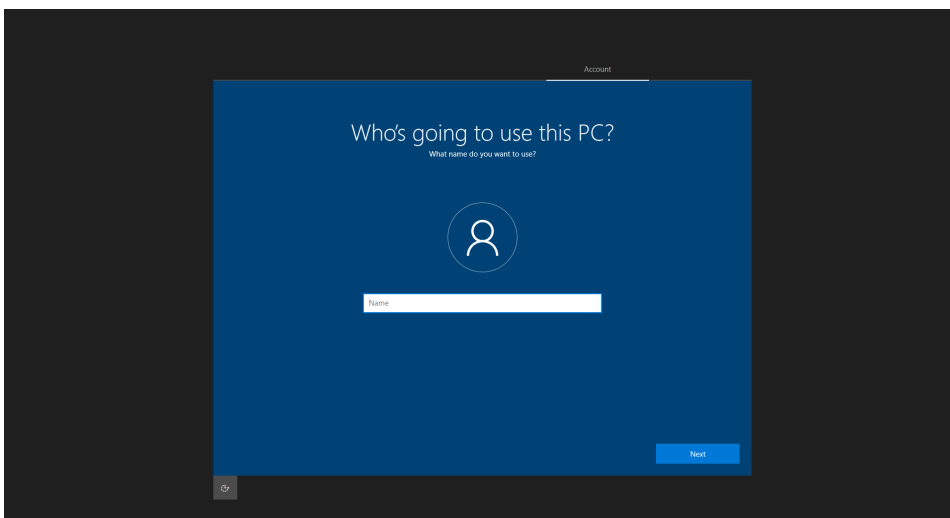 Account
Who's going to use this PC?
What name do you want to use?
Name
Next